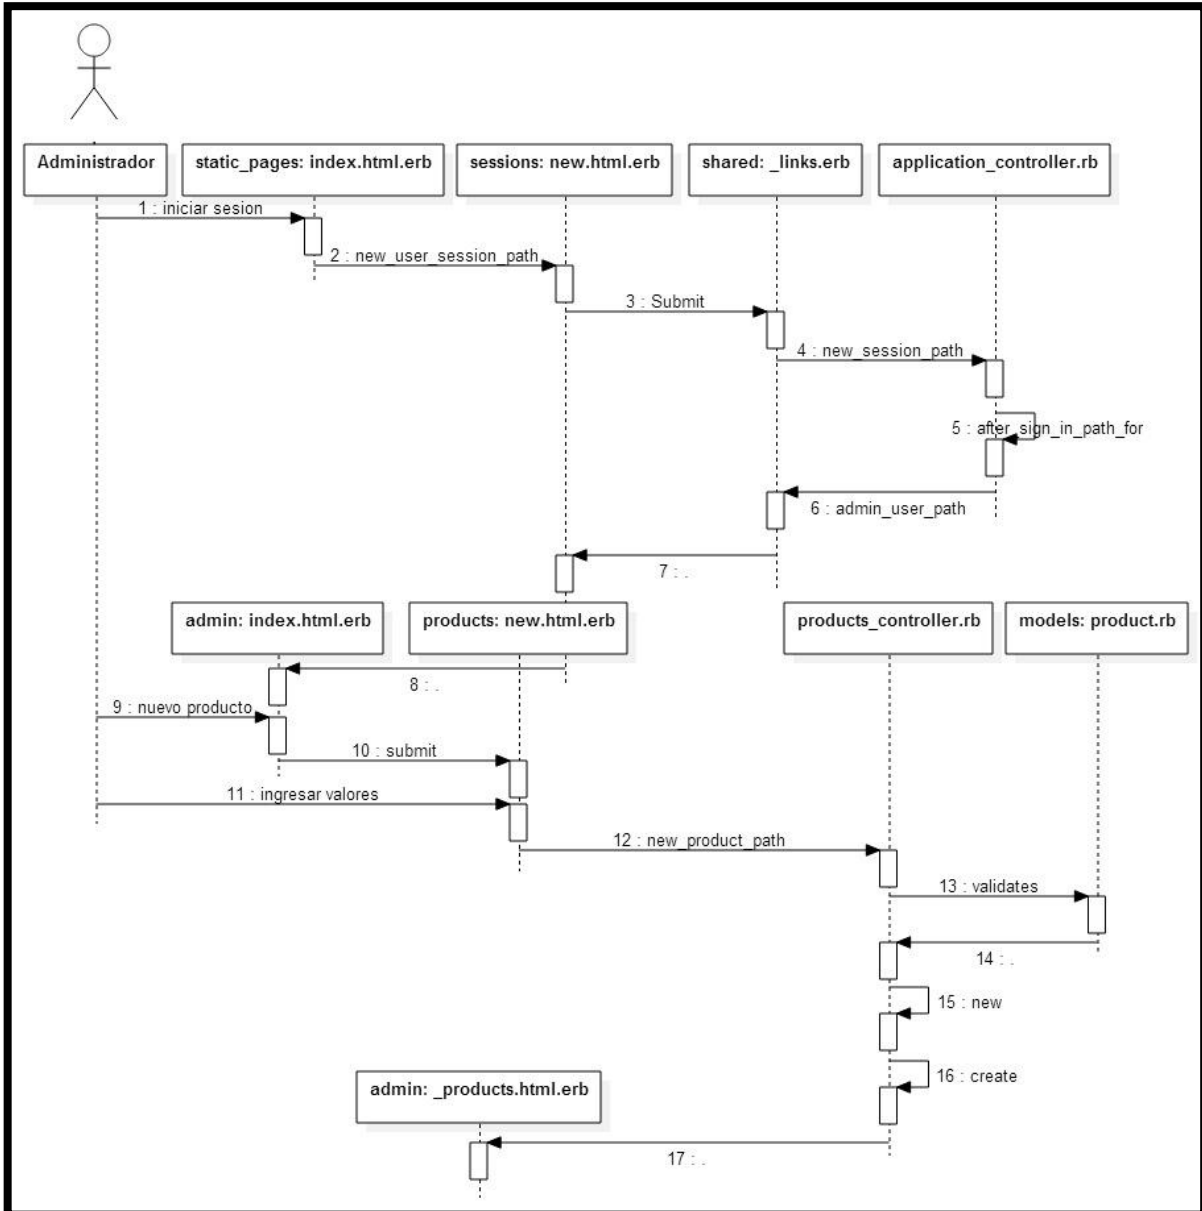 Administrador
static_pages: index.html.erb
sessions: new.html.erb
shared: _links.erb
application_controller.rb
1 : iniciar sesion
2 : new_user_session_path
3 : Submit
4 : new_session_path
5 : after_sign_in_path_for
6 : admin_user_path
7 : .
admin: index.html.erb
products: new.html.erb
products_controller.rb
models: product.rb
8 : .
9 : nuevo producto
10 : submit
11 : ingresar valores
12 : new_product_path
13 : validates
14 : .
15 : new
16 : create
admin: _products.html.erb
17 : .